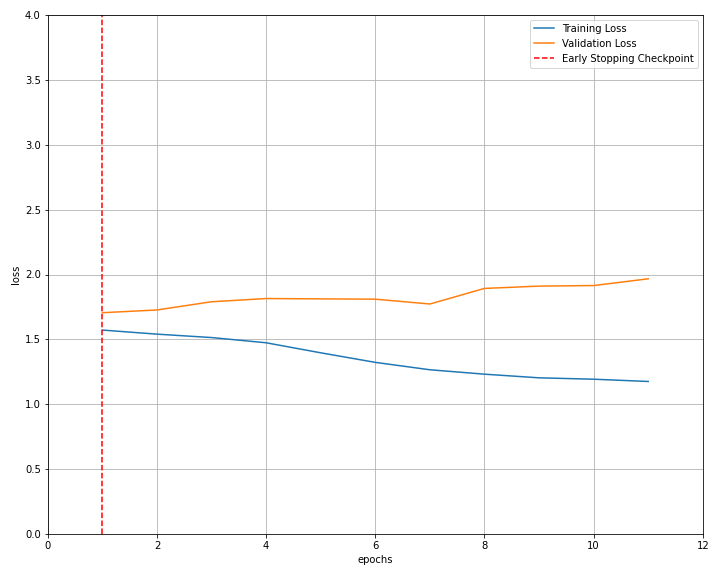 4.0
3.5
3.0
2.5
2.0
1.5
1.0
0.5
0.0
loss
0 2 4 6 8 10 12
epochs
Training Loss
Validation Loss
Early Stopping Checkpoint